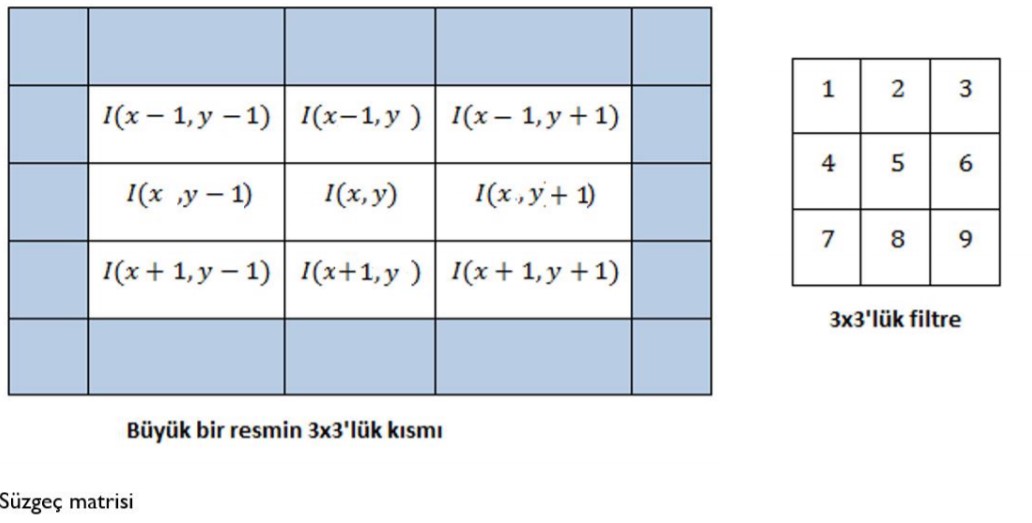 I(x − 1, y − 1) I(x−1, y ) I(x − 1, y + 1)
I(x ,y − 1) I(x, y) I(x., y + 1)
I(x + 1, y − 1) I(x+1, y ) I(x + 1, y + 1)
Büyük bir resmin 3x3'lük kısmı
1 2 3
4 5 6
7 8 9
3x3'lük filtre
Süzgeç matrisi